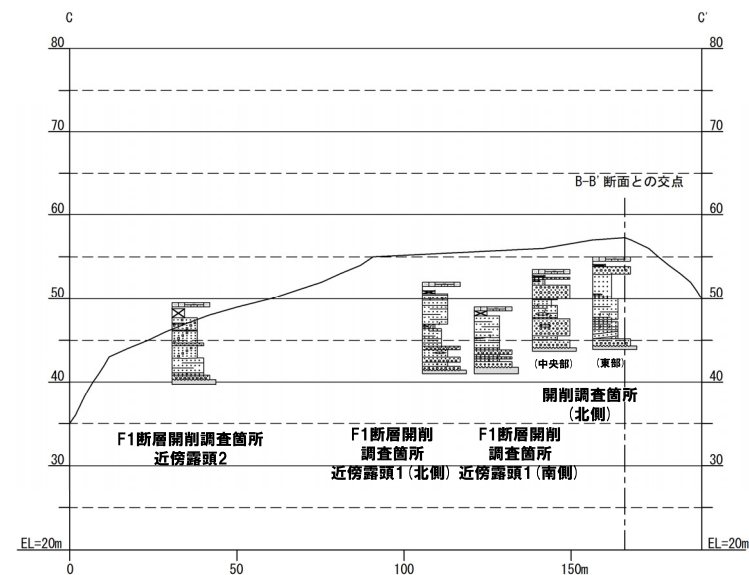 C
C'
80
80
70
70
B-B' 断面との交点
60
60
50
50
(中央部)
(東部)
40
40
開削調査箇所
(北側)
F1断層開削調査箇所
近傍露頭2
F1断層開削
調査箇所
近傍露頭1(北側)
F1断層開削
調査箇所
近傍露頭1(南側)
30
30
EL=20m
EL=20m
0
50
100
150m